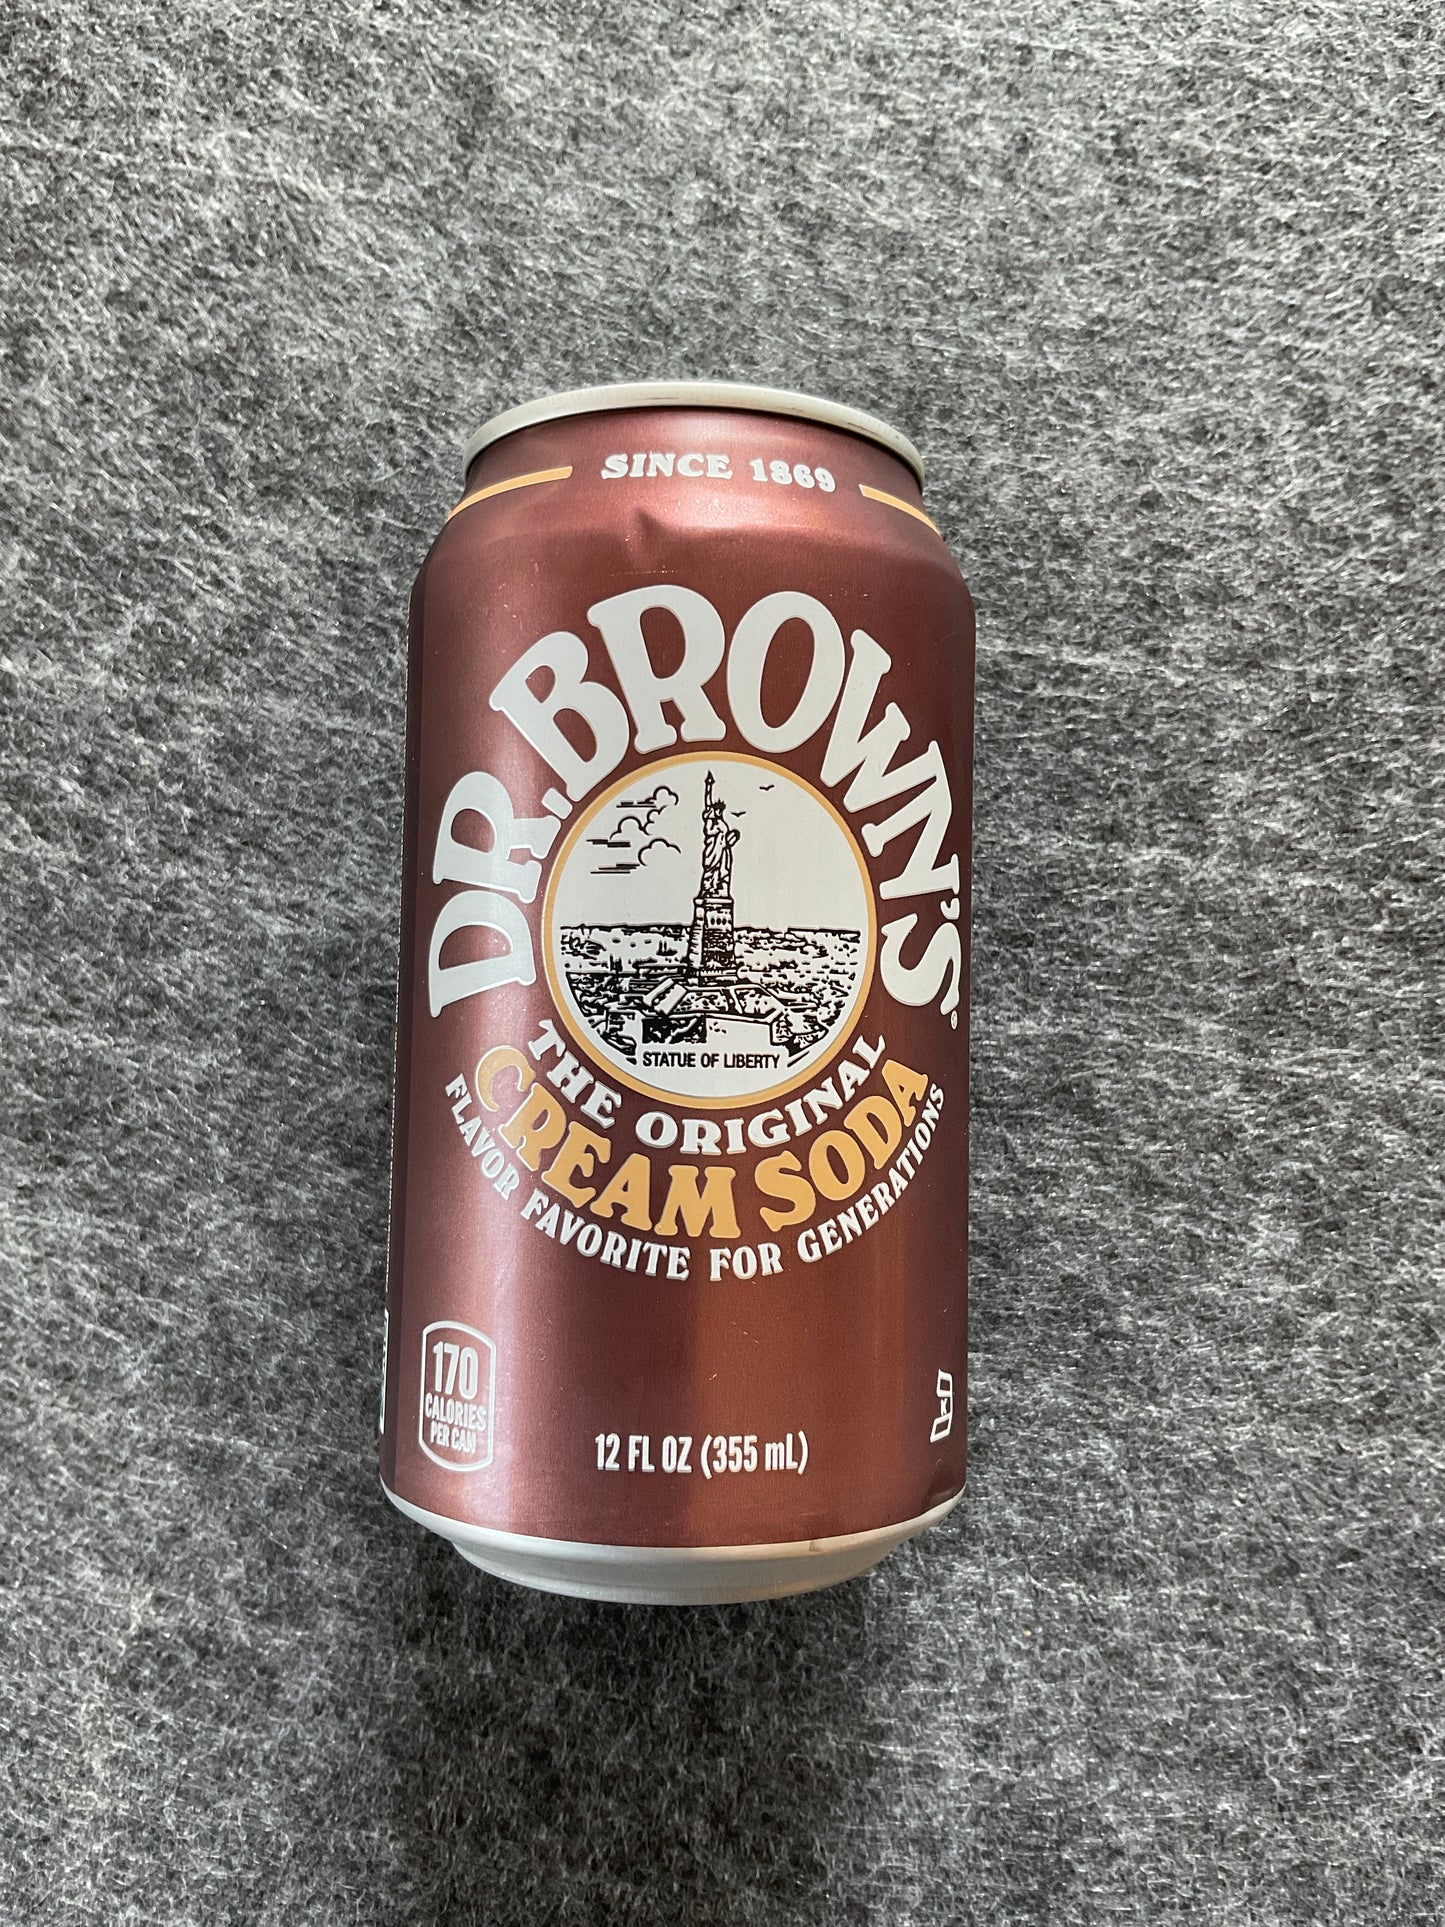 SINCE 1869
DR. BROWN'S®
STATUE OF LIBERTY
THE ORIGINAL
CREAM SODA
FLAVOR FAVORITE FOR GENERATIONS
170
CALORIES
PER CAN
12 FL OZ (355 mL)
K